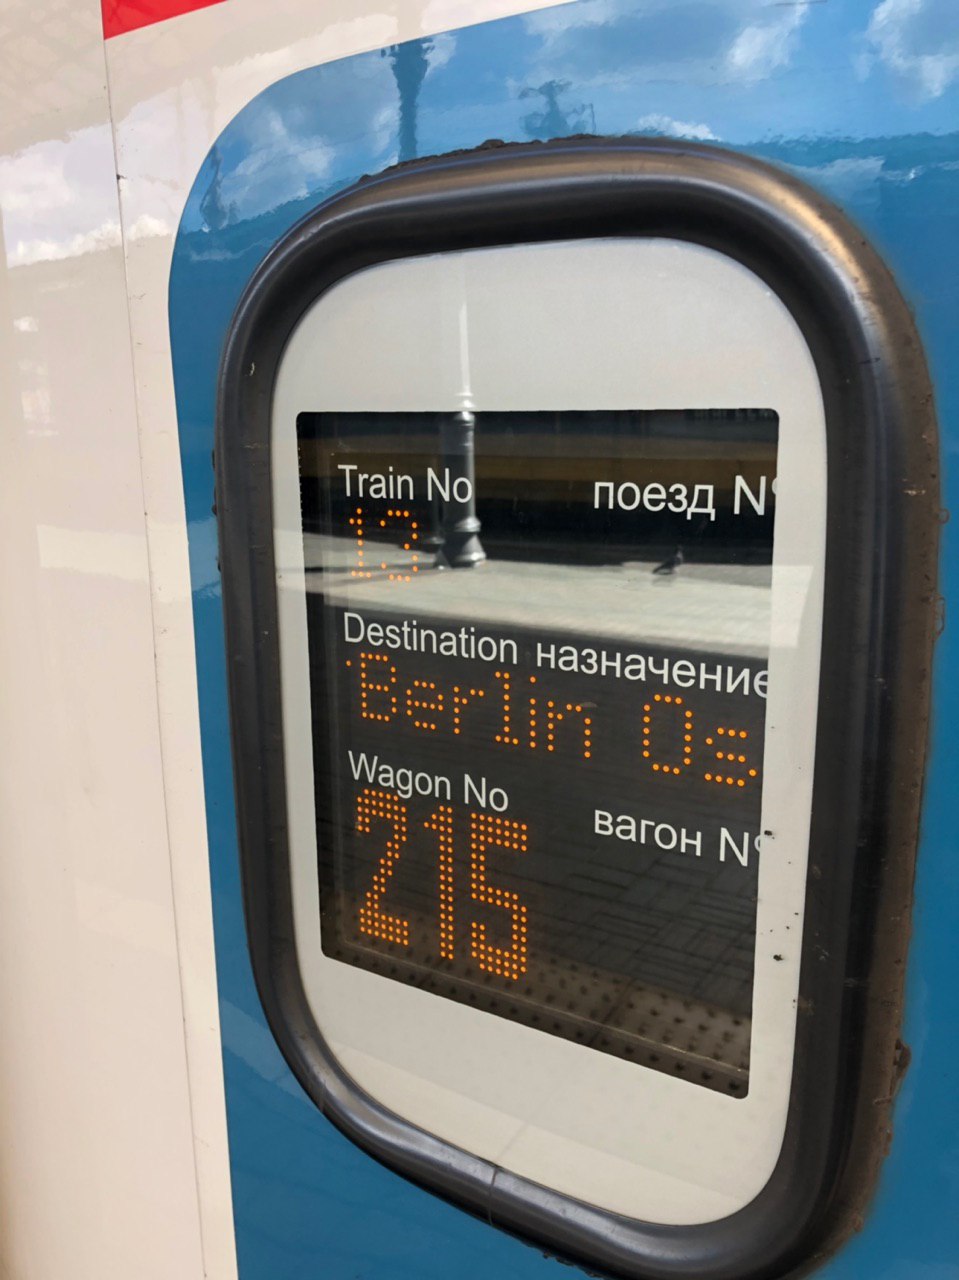 Train No поезд N°
13
Destination назначение
Berlin Os
Wagon No вагон N°
215